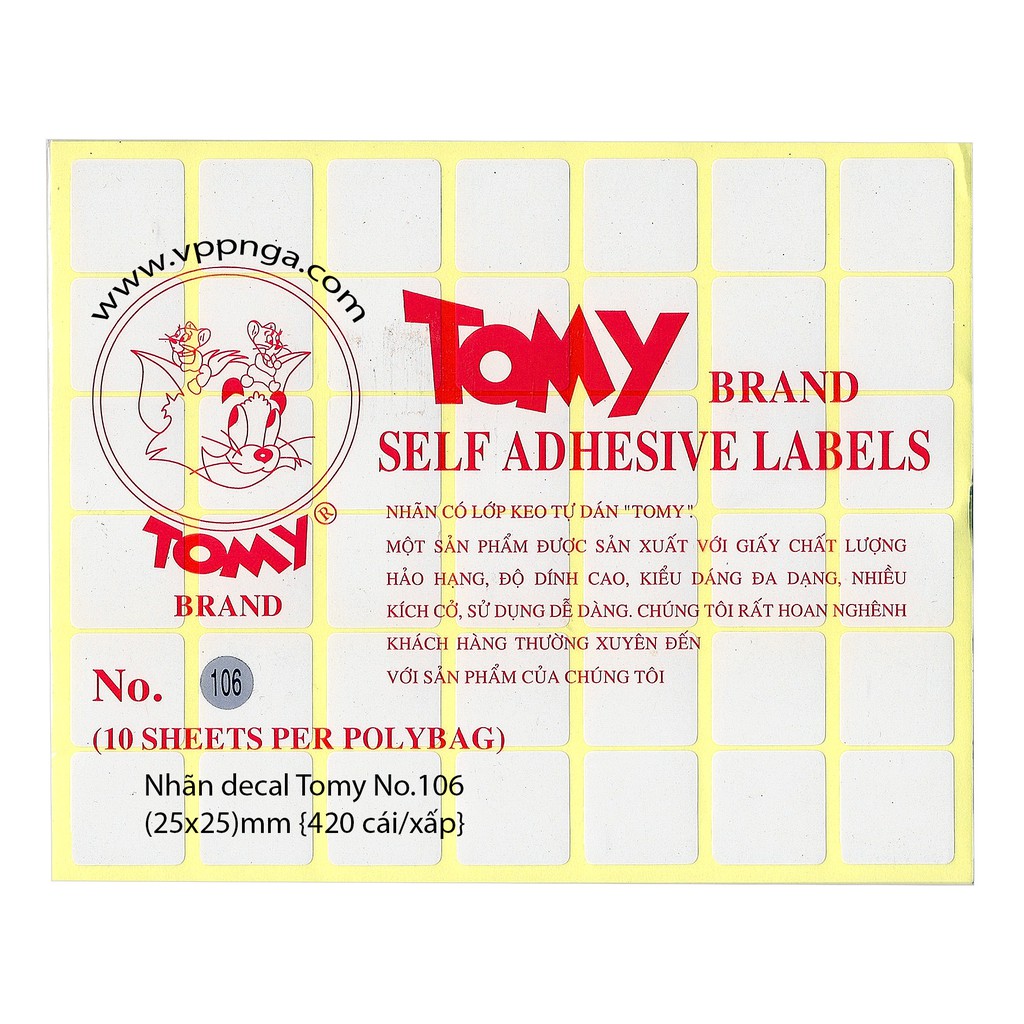 www.vppnga.com
TOMY BRAND
SELF ADHESIVE LABELS
TOMY®
BRAND
NHÃN CÓ LỚP KEO TỰ DÁN "TOMY".
MỘT SẢN PHẨM ĐƯỢC SẢN XUẤT VỚI GIẤY CHẤT LƯỢNG
HẢO HẠNG, ĐỘ DÍNH CAO, KIỂU DÁNG ĐA DẠNG, NHIỀU
KÍCH CỞ, SỬ DỤNG DỄ DÀNG. CHÚNG TÔI RẤT HOAN NGHÊNH
KHÁCH HÀNG THƯỜNG XUYÊN ĐẾN
VỚI SẢN PHẨM CỦA CHÚNG TÔI
No. 106
(10 SHEETS PER POLYBAG)
Nhãn decal Tomy No.106
(25x25)mm {420 cái/xấp}